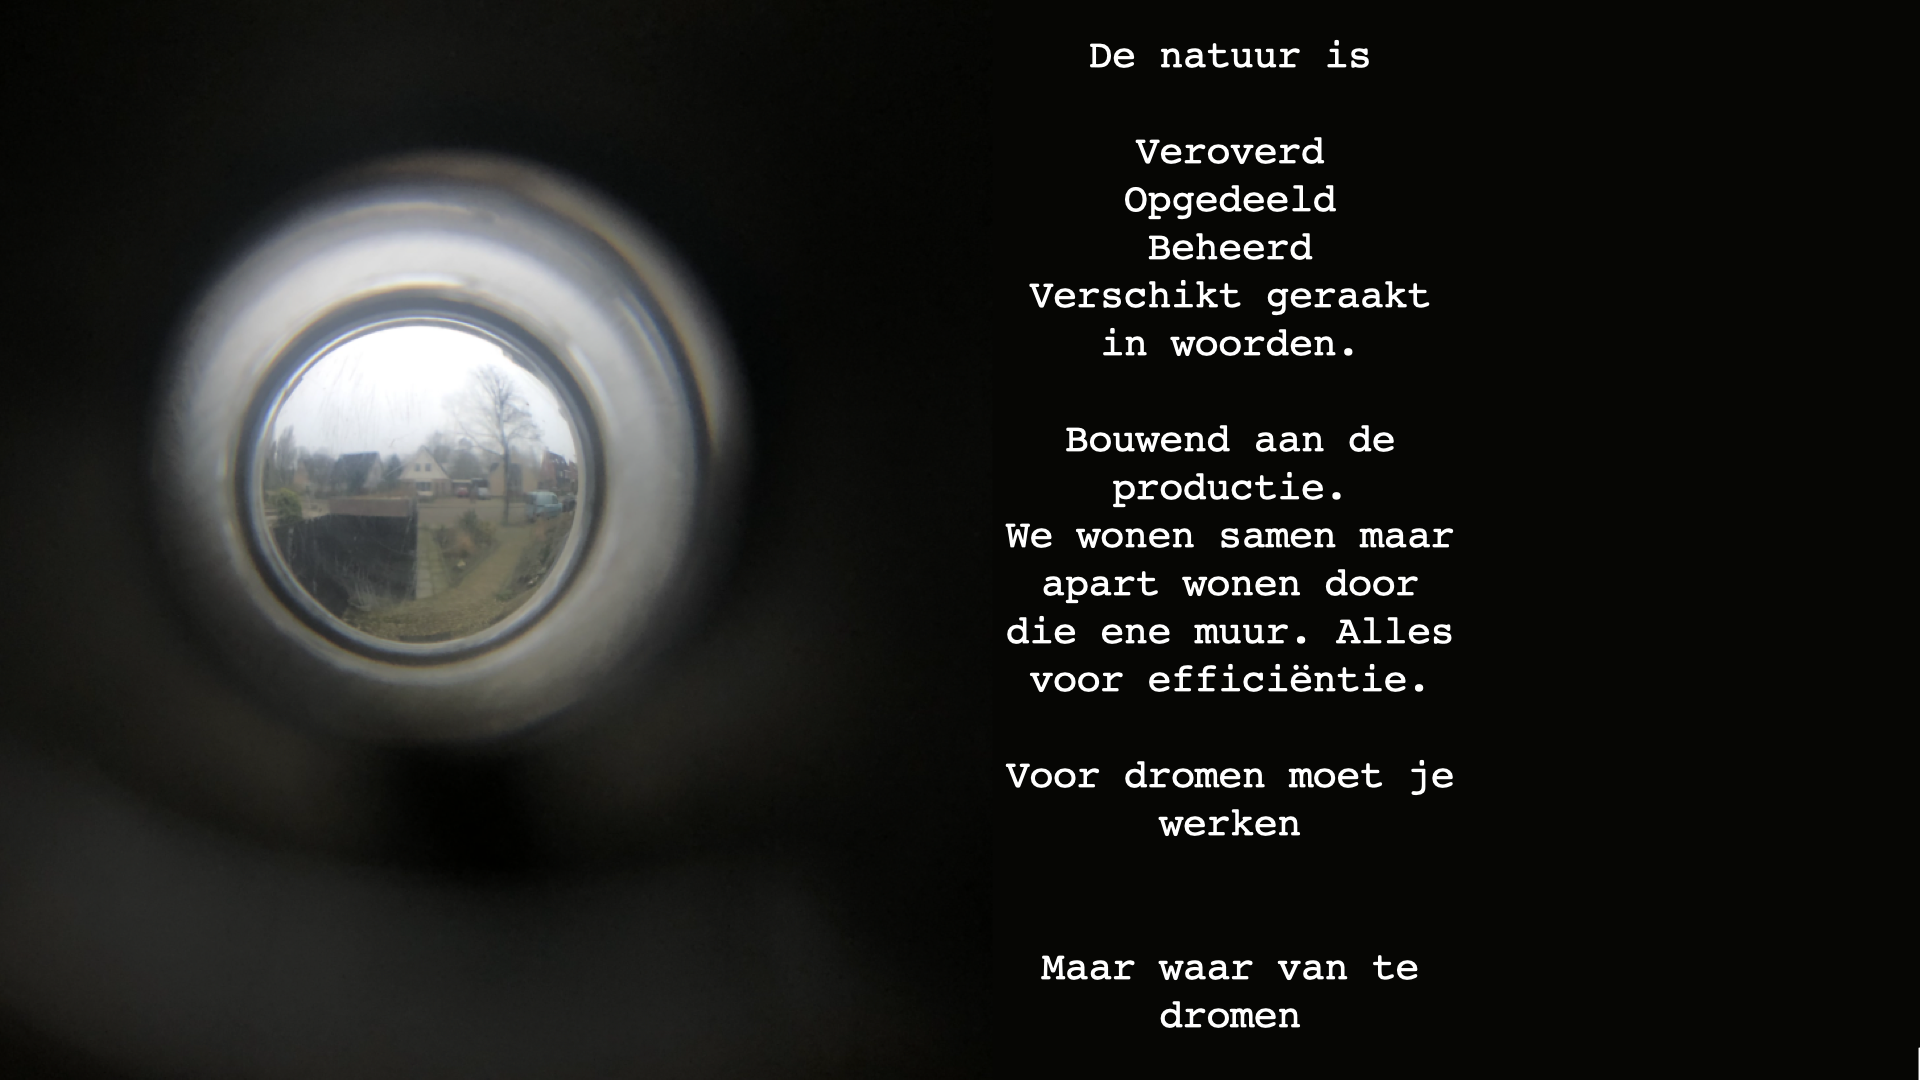 De natuur is
Veroverd
Opgedeeld
Beheerd
Verschikt geraakt
in woorden.
Bouwend aan de
productie.
We wonen samen maar
apart wonen door
die ene muur. Alles
voor efficiëntie.
Voor dromen moet je
werken
Maar waar van te
dromen